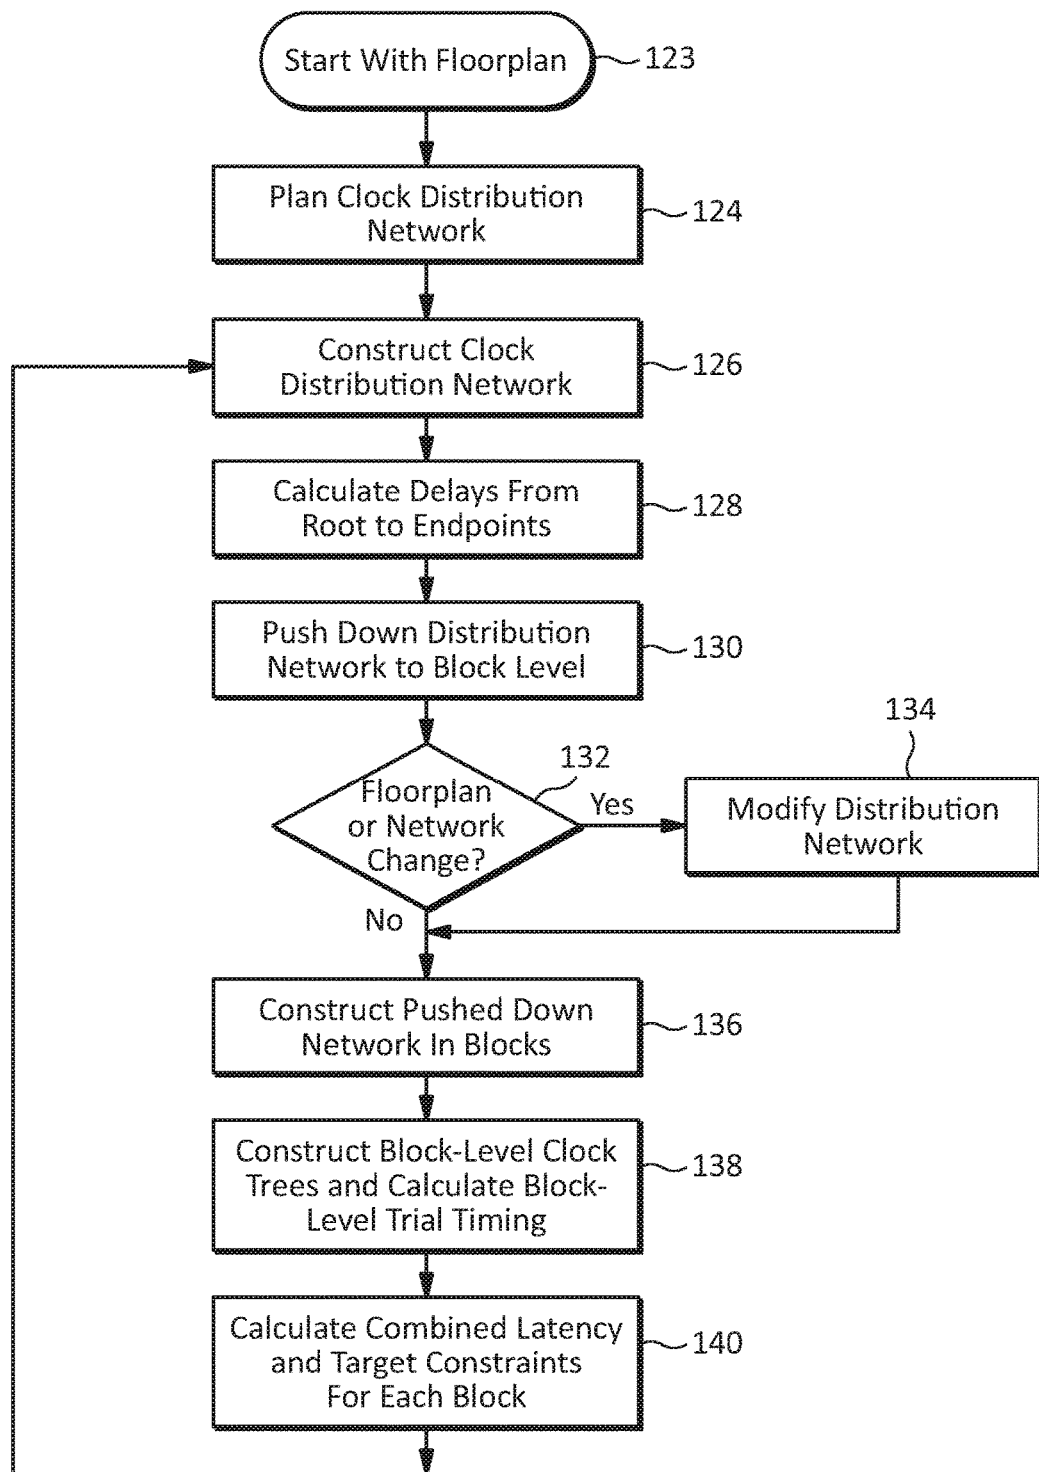 Start With Floorplan
123
Plan Clock Distribution
Network
124
Construct Clock
Distribution Network
126
Calculate Delays From
Root to Endpoints
128
Push Down Distribution
Network to Block Level
130
134
132
Floorplan
or Network
Change?
Yes
Modify Distribution
Network
No
Construct Pushed Down
Network In Blocks
136
Construct Block-Level Clock
Trees and Calculate Block-
Level Trial Timing
138
Calculate Combined Latency
and Target Constraints
For Each Block
140